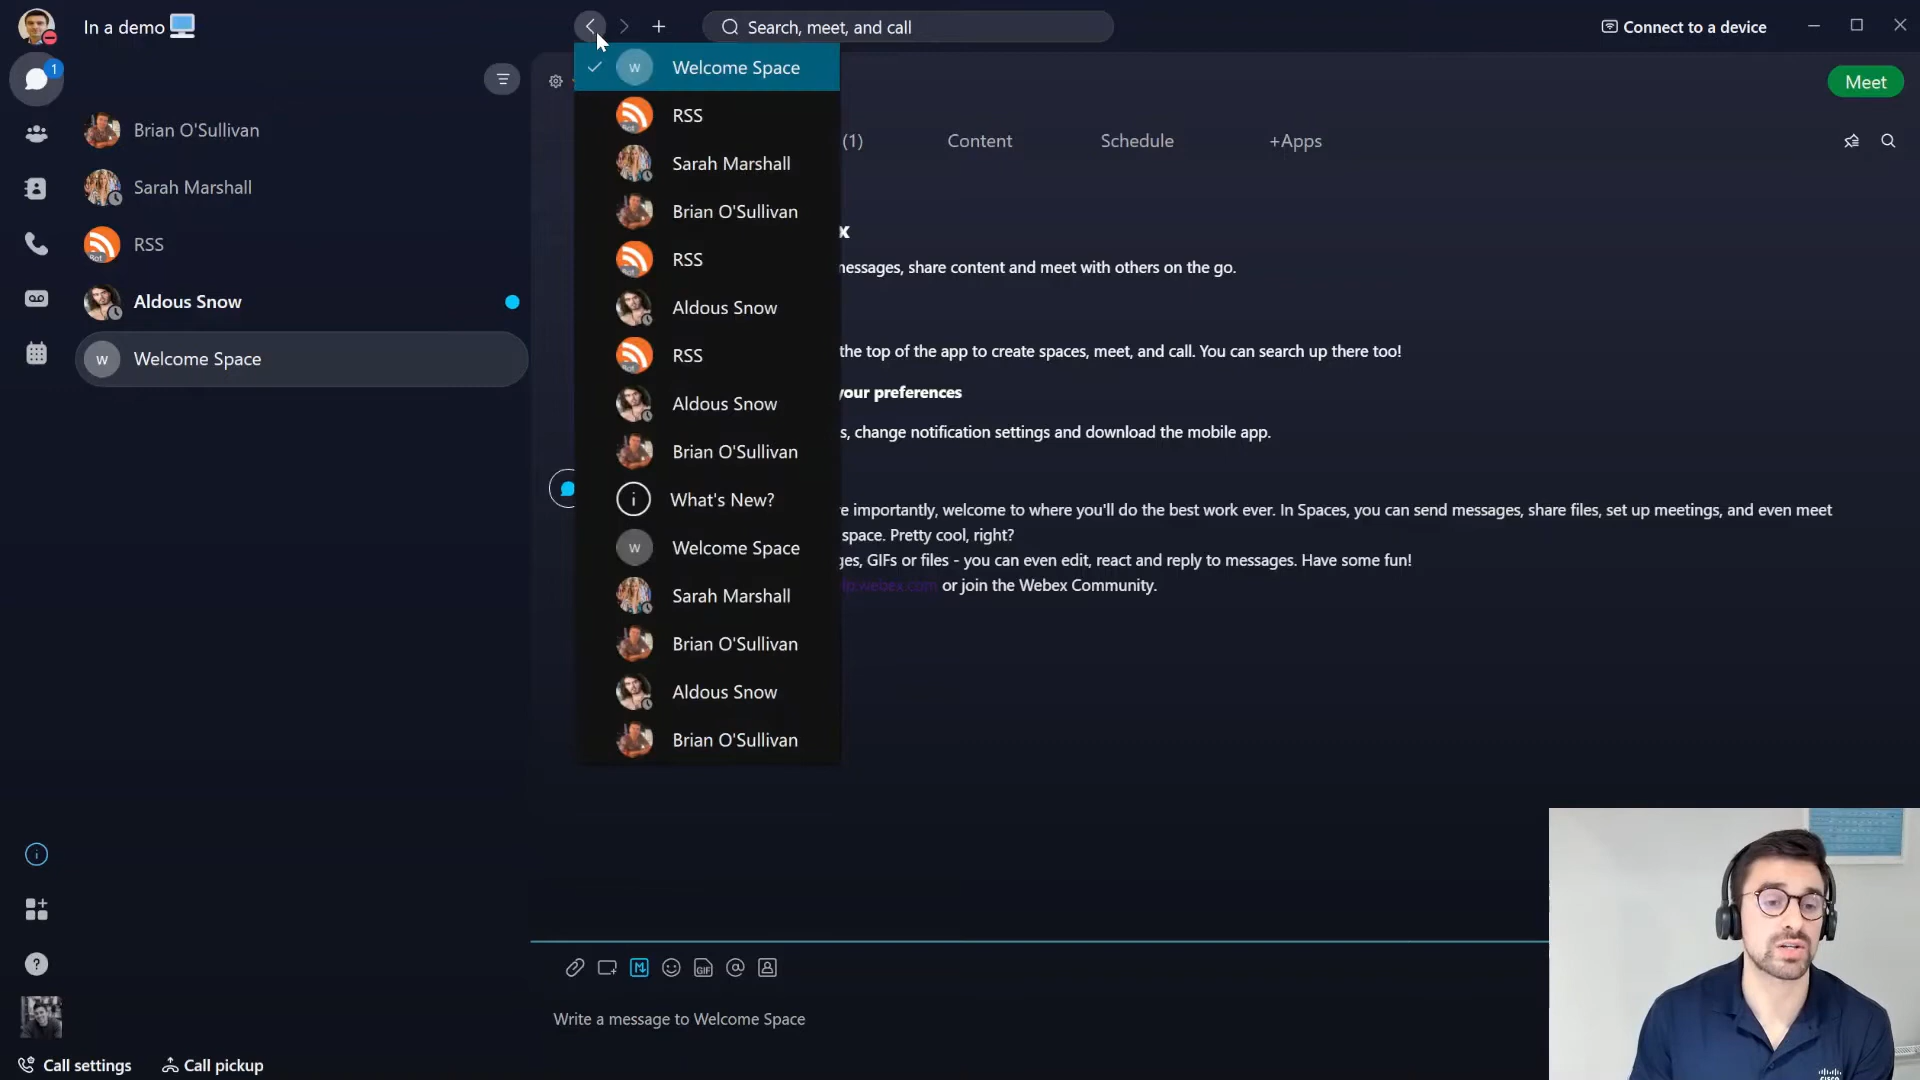 In a demo
Search, meet, and call
Connect to a device
1
Brian O'Sullivan
Sarah Marshall
RSS
Aldous Snow
w Welcome Space
w Welcome Space
RSS
Sarah Marshall
Brian O'Sullivan
RSS
Aldous Snow
RSS
Aldous Snow
Brian O'Sullivan
What's New?
w Welcome Space
Sarah Marshall
Brian O'Sullivan
Aldous Snow
Brian O'Sullivan
Meet
(1) Content Schedule +Apps
x
messages, share content and meet with others on the go.
the top of the app to create spaces, meet, and call. You can search up there too!
your preferences
s, change notification settings and download the mobile app.
e importantly, welcome to where you'll do the best work ever. In Spaces, you can send messages, share files, set up meetings, and even meet
space. Pretty cool, right?
ges, GIFs or files - you can even edit, react and reply to messages. Have some fun!
lp.webex.com or join the Webex Community.
GIF
Write a message to Welcome Space
Call settings Call pickup
CISCO